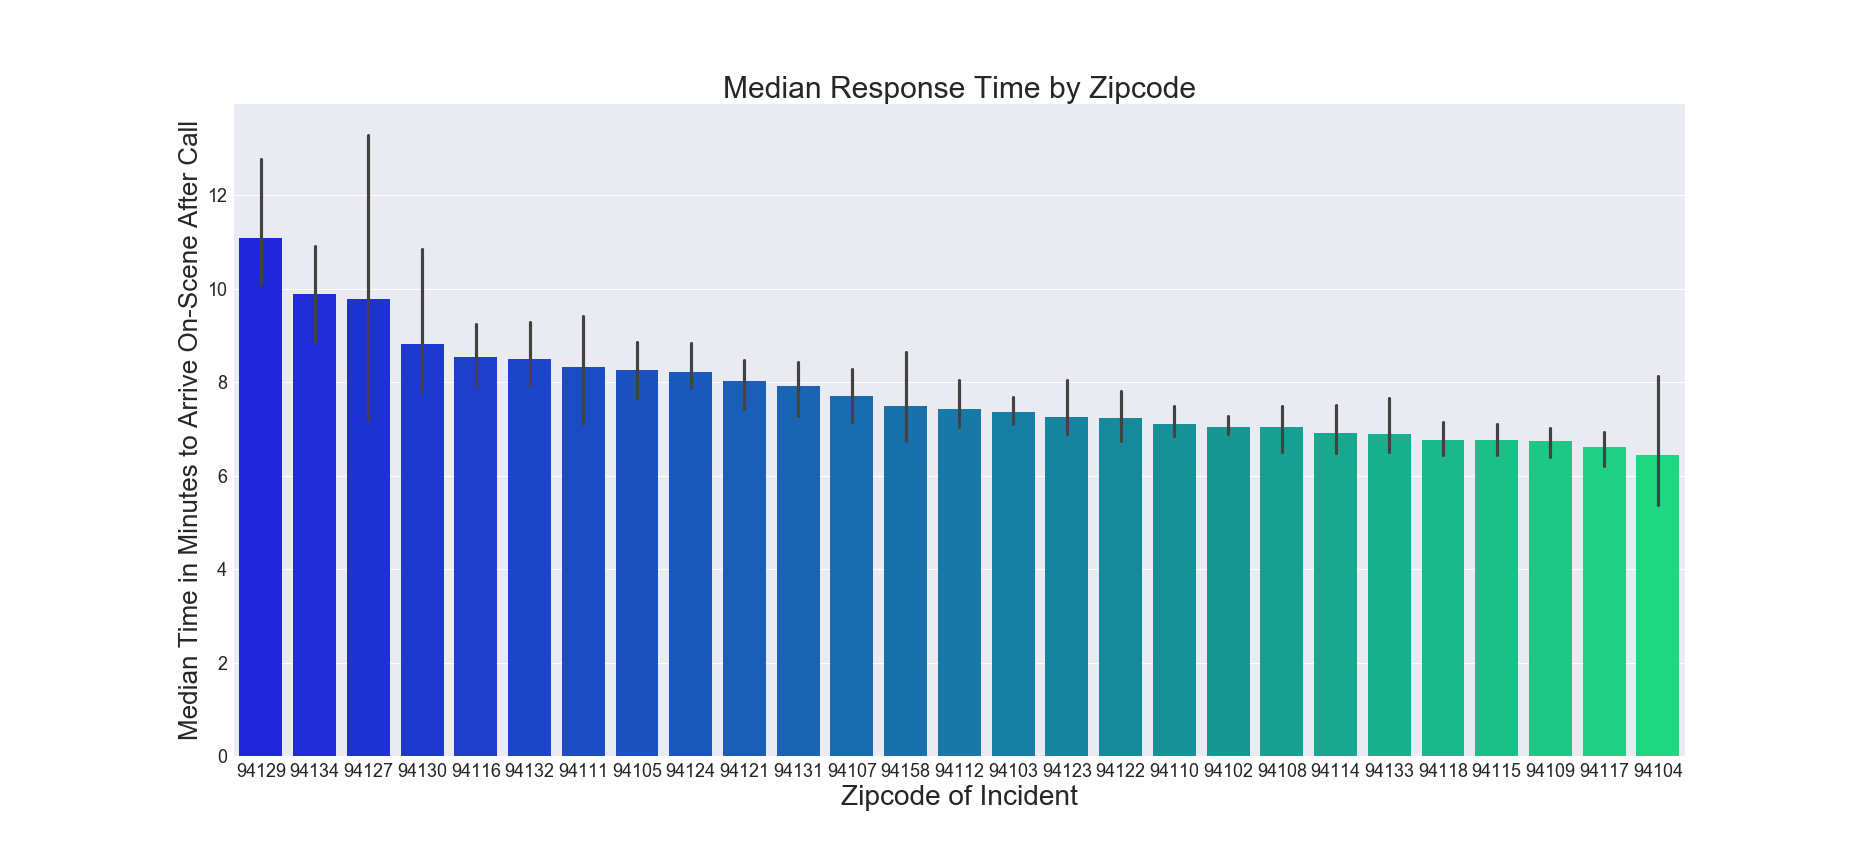 Median Response Time by Zipcode
Median Time in Minutes to Arrive On-Scene After Call
12
10
8
6
4
2
0
94129 94134 94127 94130 94116 94132 94111 94105 94124 94121 94131 94107 94158 94112 94103 94123 94122 94110 94102 94108 94114 94133 94118 94115 94109 94117 94104
Zipcode of Incident